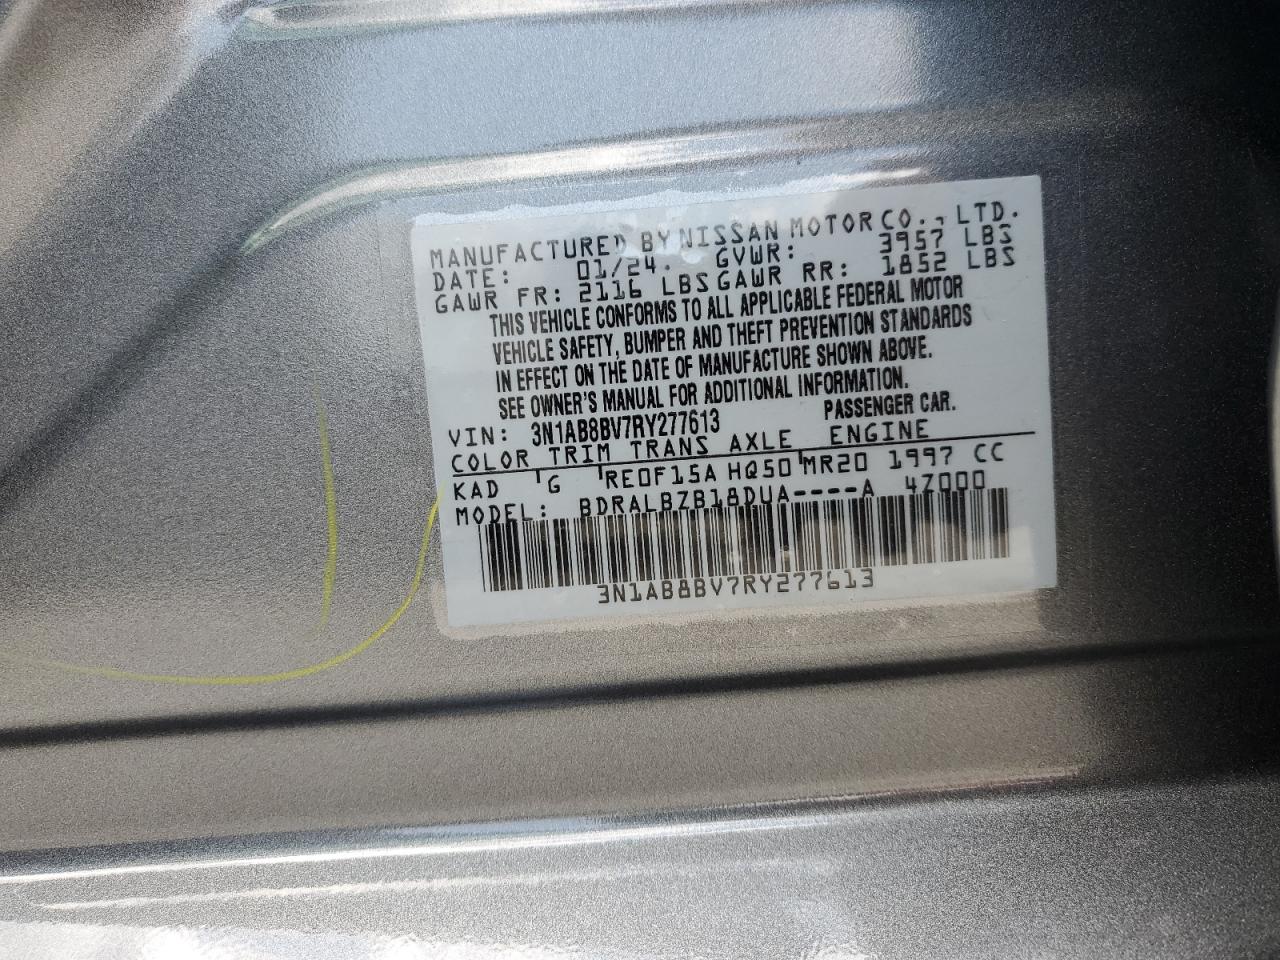 MANUFACTURED BY NISSAN MOTOR CO., LTD.
DATE: 01/24. GVWR: 3957 LBS
GAWR FR: 2116 LBS GAWR RR: 1852 LBS
THIS VEHICLE CONFORMS TO ALL APPLICABLE FEDERAL MOTOR
VEHICLE SAFETY, BUMPER AND THEFT PREVENTION STANDARDS
IN EFFECT ON THE DATE OF MANUFACTURE SHOWN ABOVE.
SEE OWNER'S MANUAL FOR ADDITIONAL INFORMATION.
VIN: 3N1AB8BV7RY277613 PASSENGER CAR.
COLOR TRIM TRANS AXLE ENGINE
KAD G RE0F15A HQ50 MR20 1997 CC
MODEL: BDRALBZB18DUA----A 4Z000
3N1AB8BV7RY277613